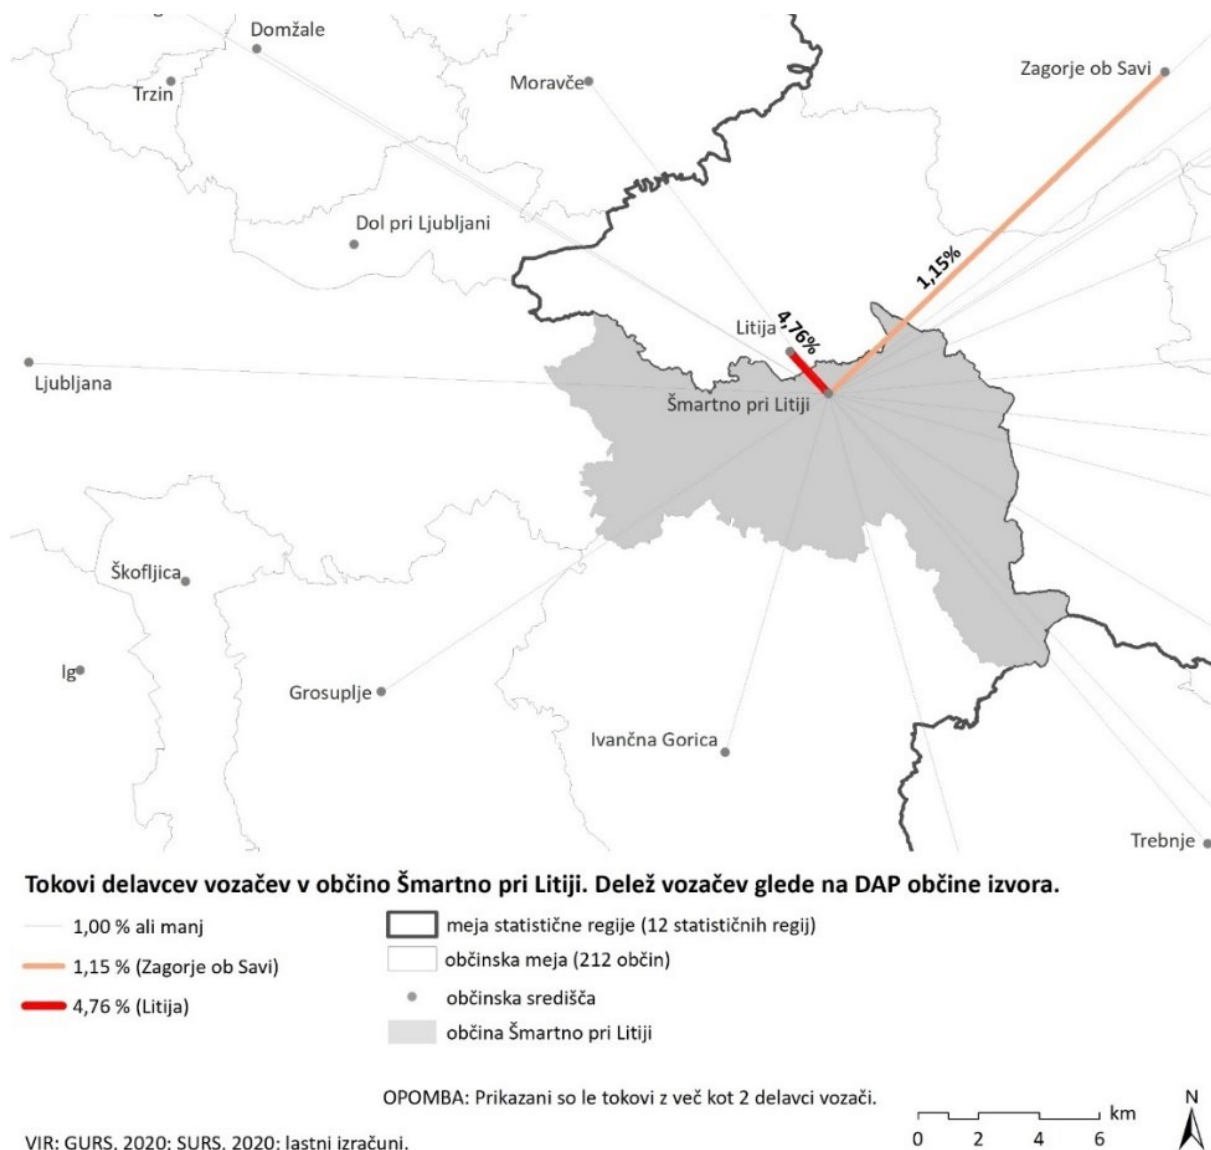 Domžale
Zagorje ob Savi
Moravče
Trzin
Dol pri Ljubljani
1,15%
4,76%
Litija
Ljubljana
Šmartno pri Litiji
Škofljica
Ig
Grosuplje
Ivančna Gorica
Trebnje
Tokovi delavcev vozačev v občino Šmartno pri Litiji. Delež vozačev glede na DAP občine izvora.
1,00 % ali manj
1,15 % (Zagorje ob Savi)
4,76 % (Litija)
meja statistične regije (12 statističnih regij)
občinska meja (212 občin)
občinska središča
občina Šmartno pri Litiji
OPOMBA: Prikazani so le tokovi z več kot 2 delavci vozači.
km
0 2 4 6
N
VIR: GURS, 2020; SURS, 2020; lastni izračuni.